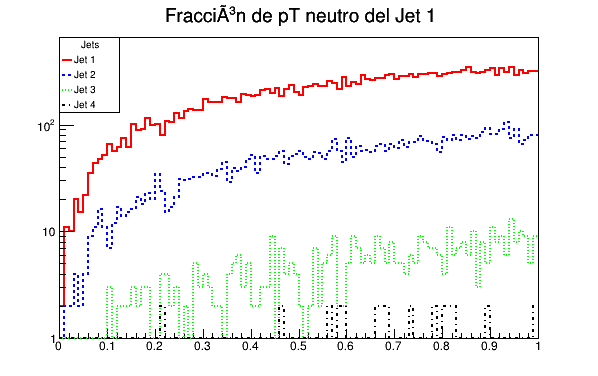 FracciÃ³n de pT neutro del Jet 1
Jets
Jet 1
Jet 2
Jet 3
Jet 4
10²
10
1
0 0.1 0.2 0.3 0.4 0.5 0.6 0.7 0.8 0.9 1